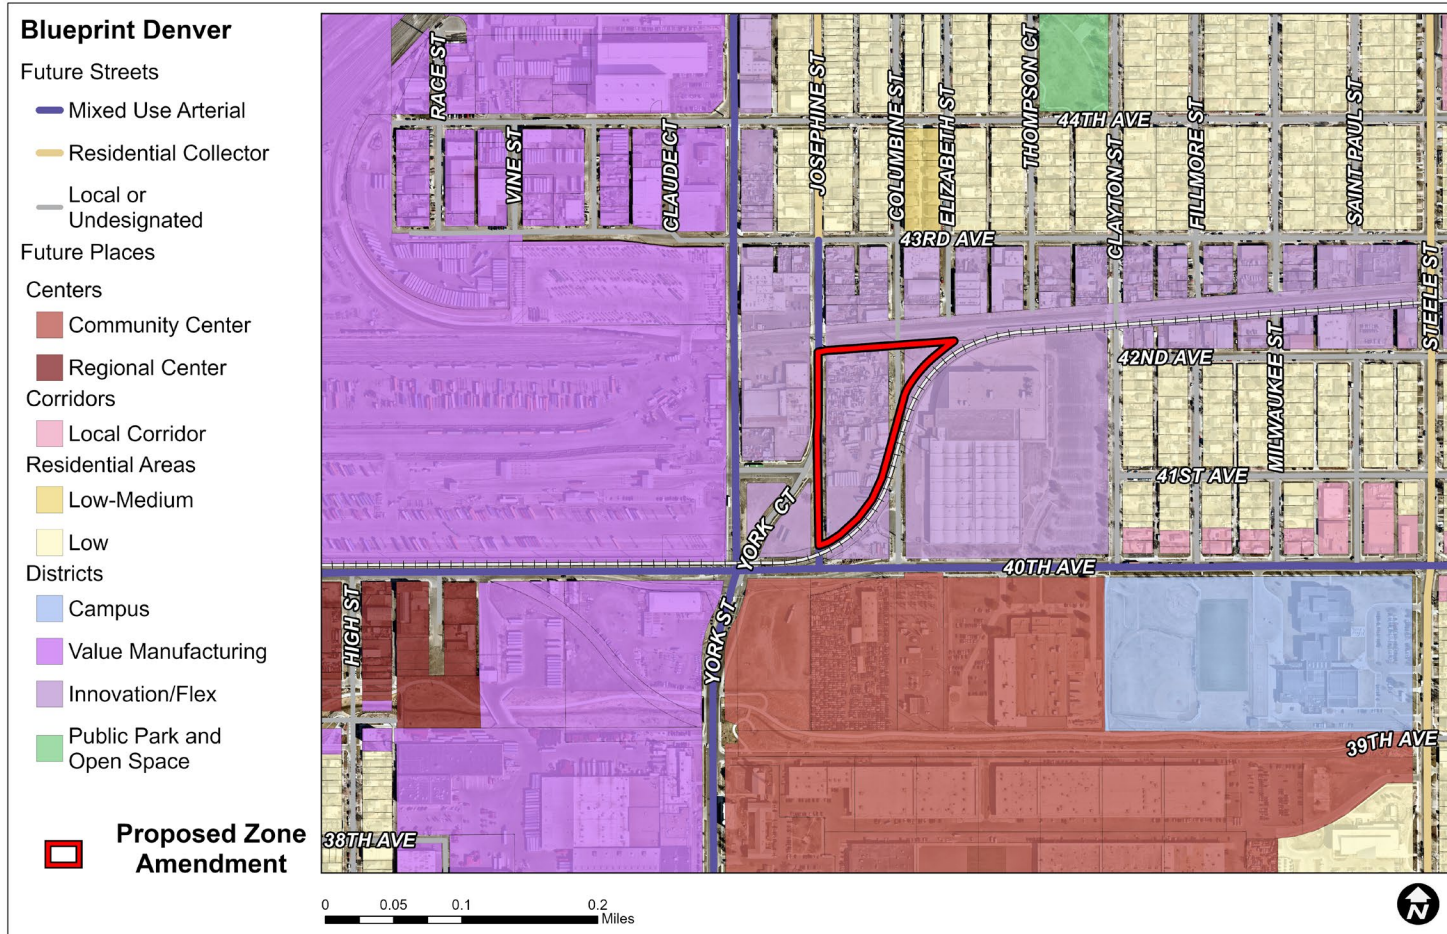 Blueprint Denver
Future Streets
Mixed Use Arterial
Residential Collector
Local or
Undesignated
Future Places
Centers
Community Center
Regional Center
Corridors
Local Corridor
Residential Areas
Low-Medium
Low
Districts
Campus
Value Manufacturing
Innovation/Flex
Public Park and
Open Space
Proposed Zone
Amendment
RACE ST
VINE ST
CLAUDE CT
JOSEPHINE ST
COLUMBINE ST
ELIZABETH ST
THOMPSON CT
44TH AVE
CLAYTON ST
FILLMORE ST
SAINT PAUL ST
43RD AVE
STEELE ST
42ND AVE
MILWAUKEE ST
41ST AVE
YORK CT
40TH AVE
HIGH ST
YORK ST
39TH AVE
38TH AVE
0 0.05 0.1 0.2
Miles
N